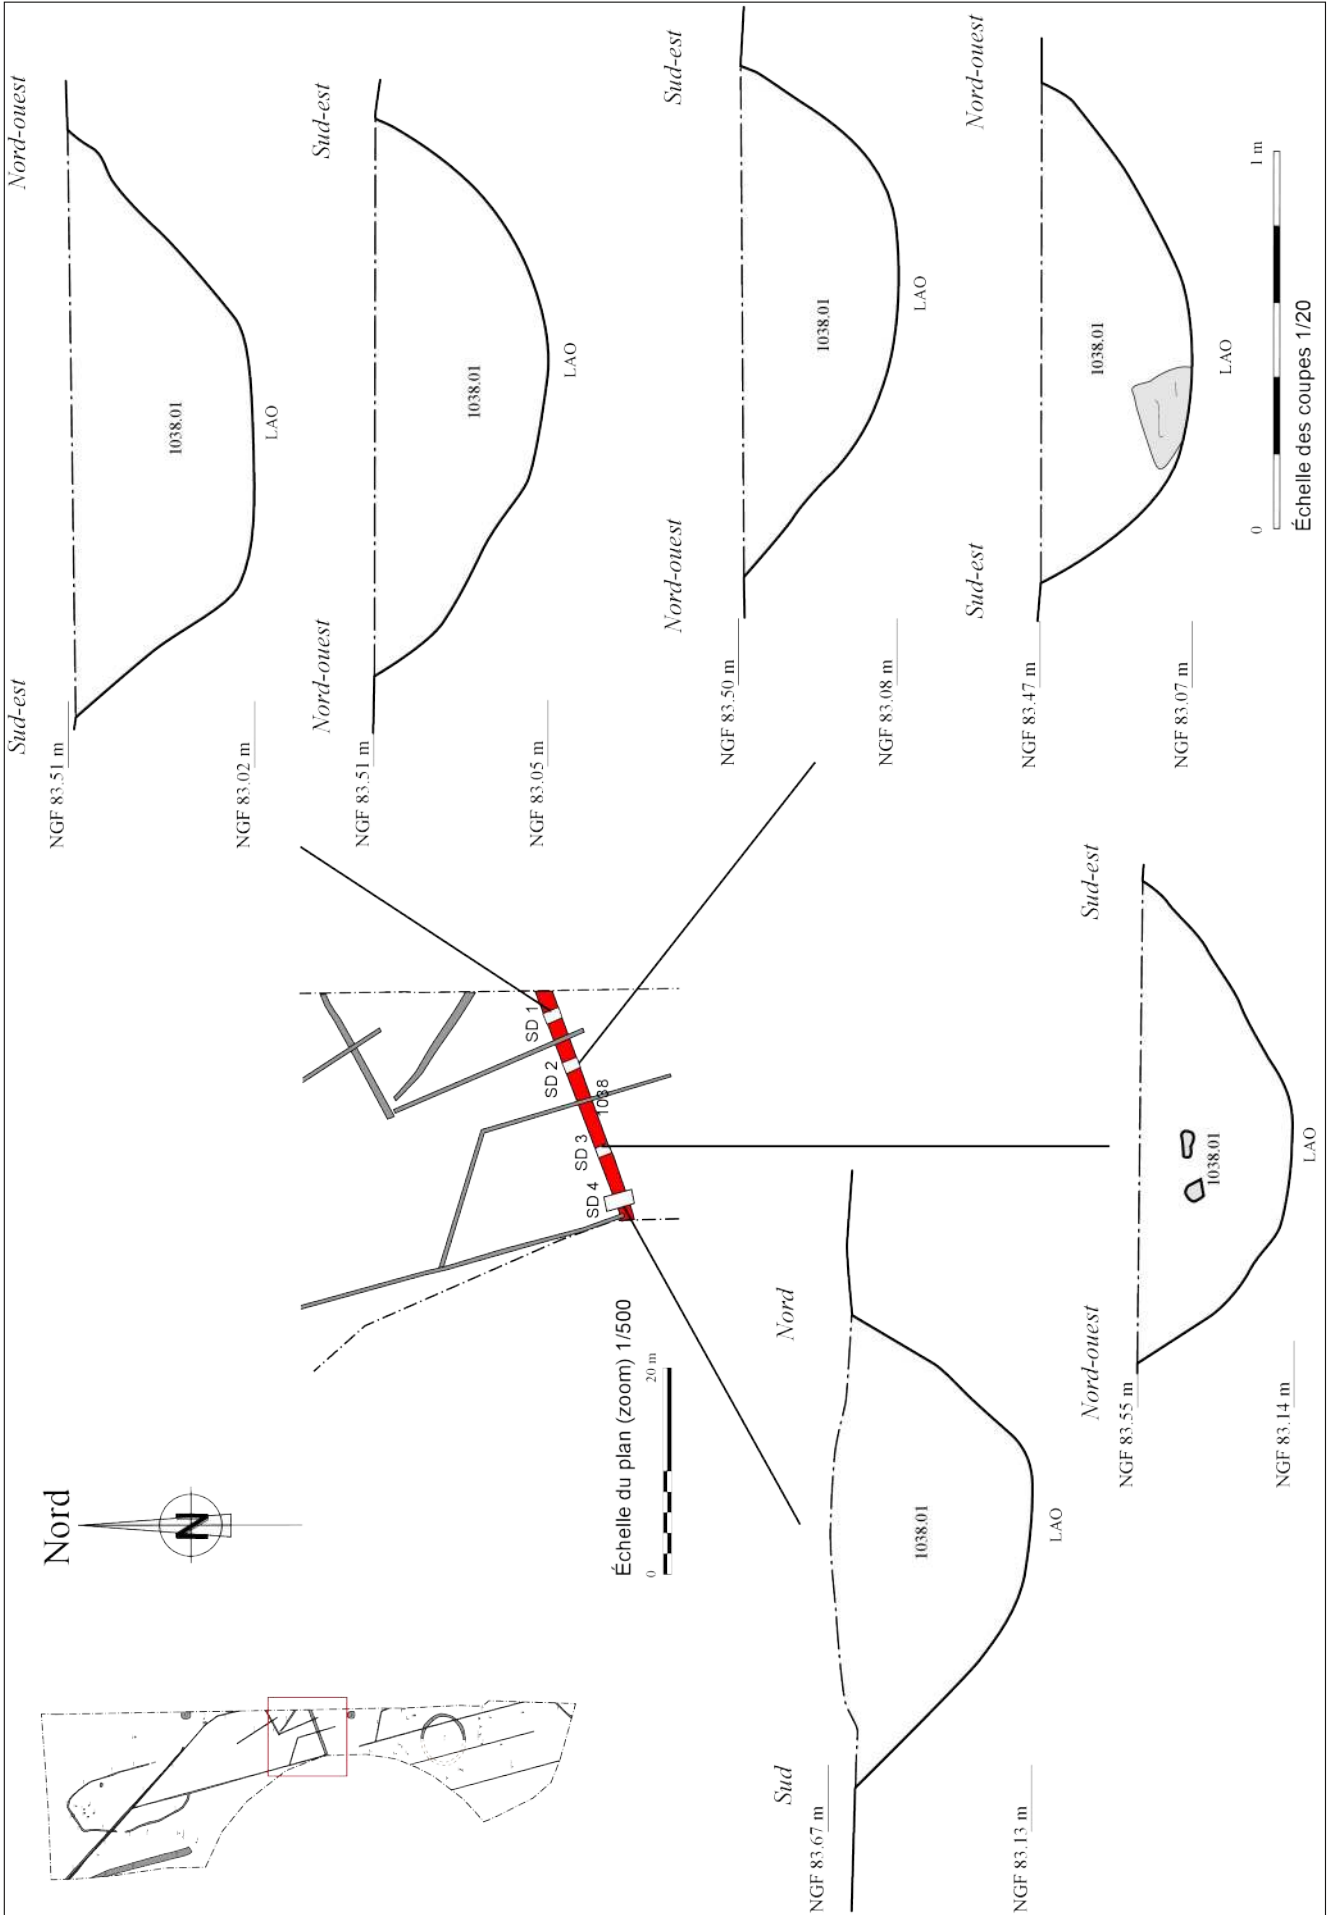 Nord
N
Échelle du plan (zoom) 1/500
0
20 m
SD 1
SD 2
SD 3
SD 4
1038
Sud-est
Nord-ouest
NGF 83.51 m
1038.01
NGF 83.02 m
LAO
Nord-ouest
Sud-est
NGF 83.51 m
1038.01
NGF 83.05 m
LAO
Nord-ouest
Sud-est
NGF 83.50 m
1038.01
NGF 83.08 m
LAO
Sud-est
Nord-ouest
NGF 83.47 m
1038.01
NGF 83.07 m
LAO
Sud
Nord
NGF 83.67 m
1038.01
NGF 83.13 m
LAO
Nord-ouest
Sud-est
NGF 83.55 m
1038.01
NGF 83.14 m
LAO
0
1 m
Échelle des coupes 1/20